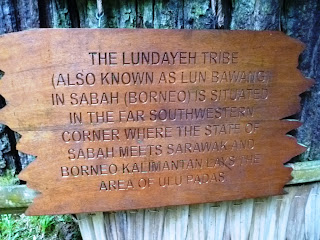 THE LUNDAYEH TRIBE
(ALSO KNOWN AS LUN BAWANG)
IN SABAH (BORNEO) IS SITUATED
IN THE FAR SOUTHWESTERN
CORNER WHERE THE STATE OF
SABAH MEETS SARAWAK AND
BORNEO KALIMANTAN LAYS THE
AREA OF ULU PADAS